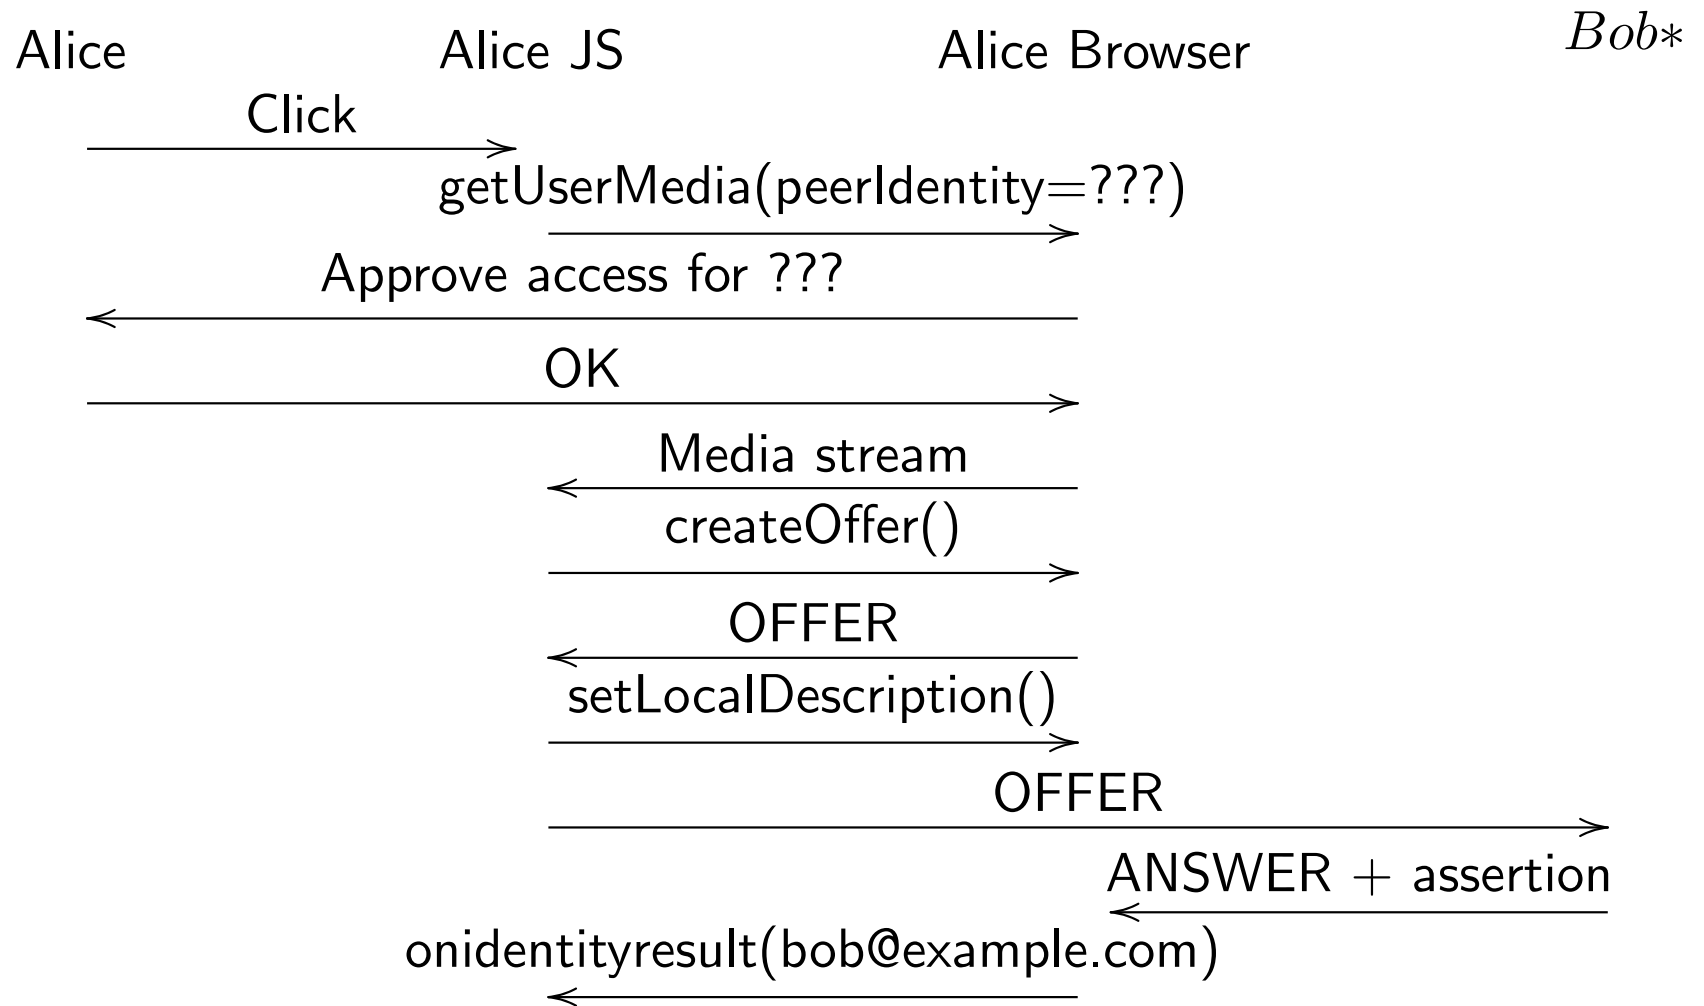 Alice Alice JS Alice Browser Bob*
Click
getUserMedia(peerIdentity=???)
Approve access for ???
OK
Media stream
createOffer()
OFFER
setLocalDescription()
OFFER
ANSWER + assertion
onidentityresult(bob@example.com)